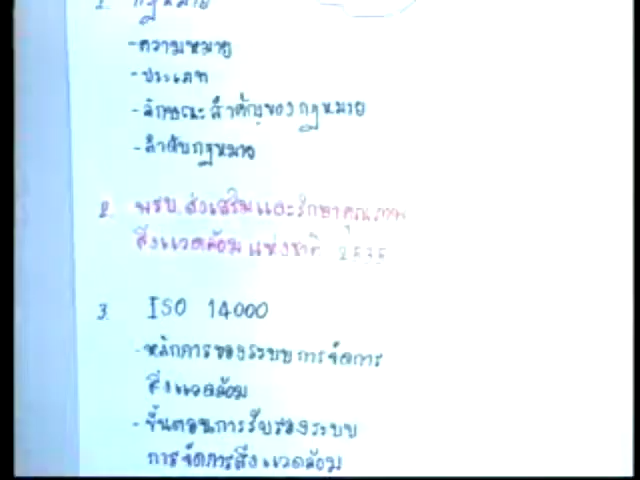 1. กฎหมาย
- ความหมาย
- ประเภท
- ลักษณะสำคัญของกฎหมาย
- ลำดับกฎหมาย
2. พรบ. ส่งเสริมและรักษาคุณภาพ
สิ่งแวดล้อมแห่งชาติ 2535
3. ISO 14000
- หลักการของระบบการจัดการ
สิ่งแวดล้อม
- ขั้นตอนการรับรองระบบ
การจัดการสิ่งแวดล้อม